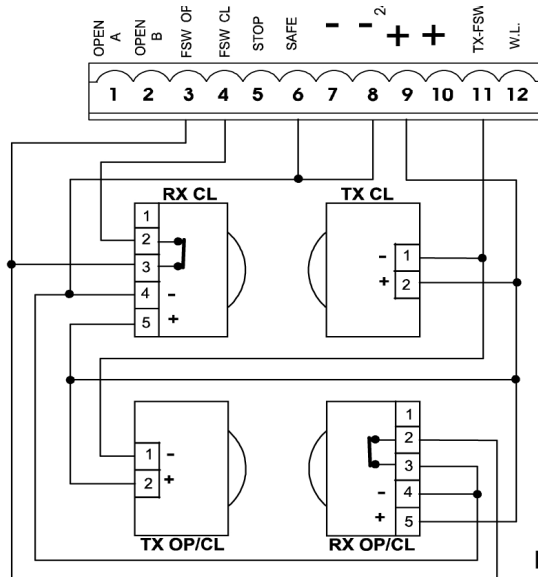 OPEN A
OPEN B
FSW OP
FSW CL
STOP
SAFE
-
- 2
+
+
TX-FSW
W.L.
1 2 3 4 5 6 7 8 9 10 11 12
RX CL
1
2
3
4 -
5 +
TX CL
- 1
+ 2
1 -
2 +
TX OP/CL
1
2
3
- 4
+ 5
RX OP/CL